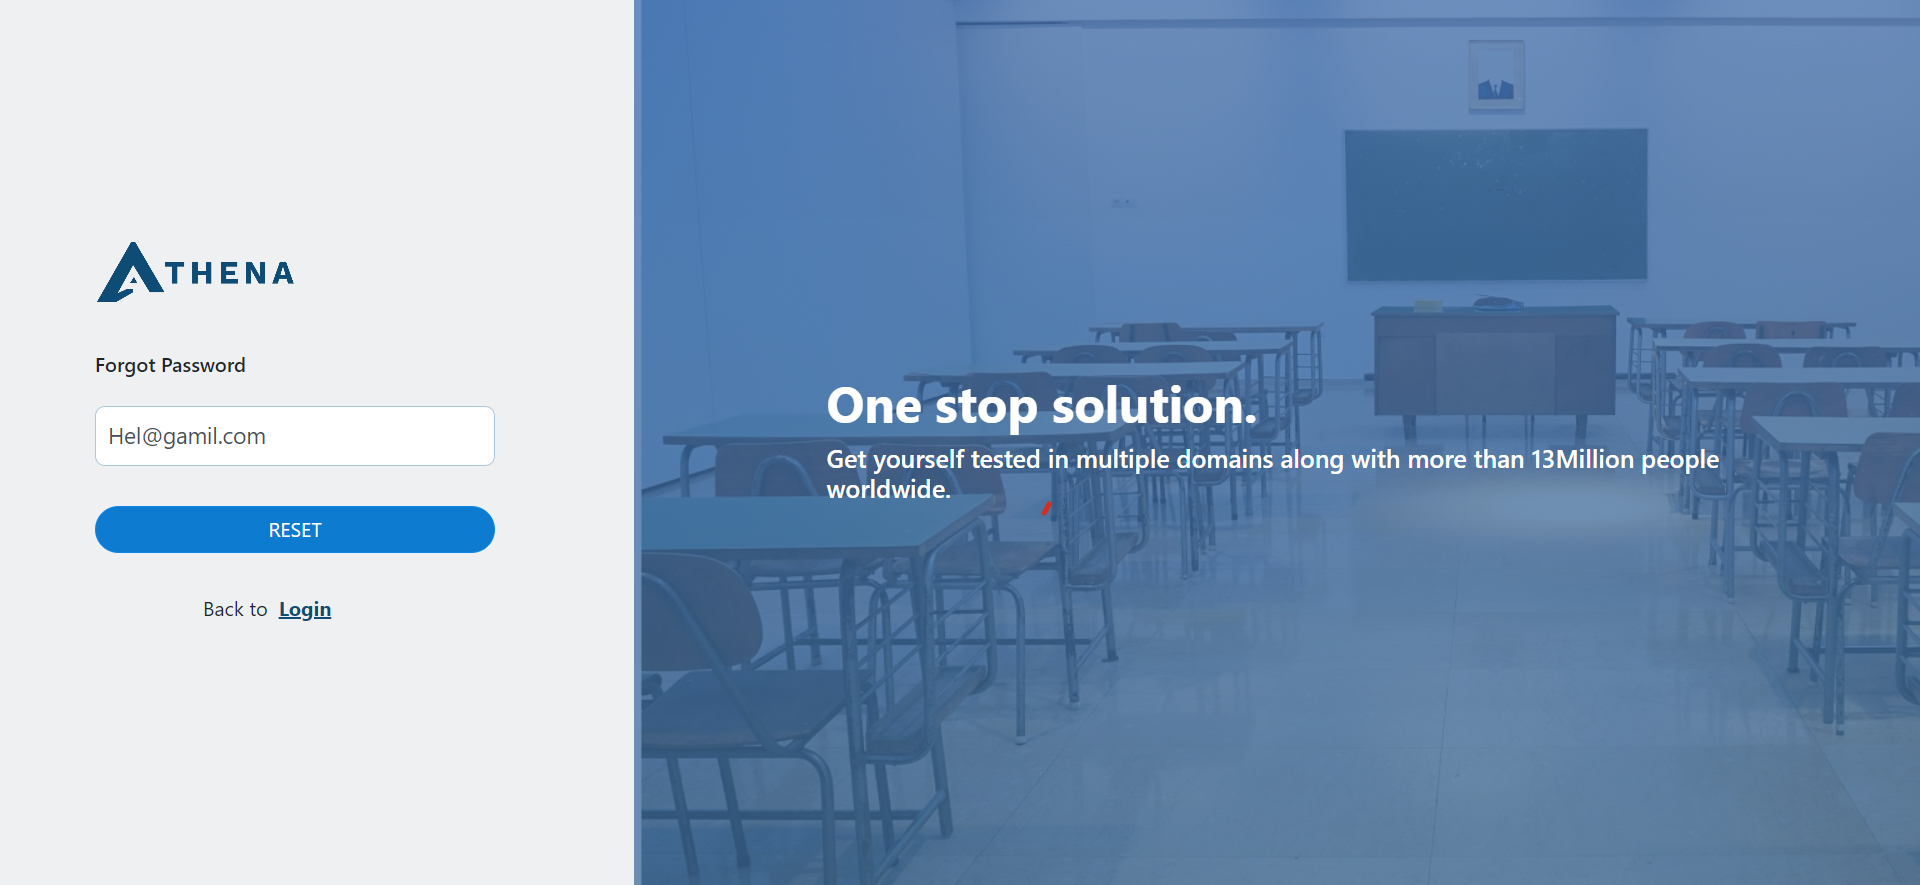 ATHENA
Forgot Password
Hel@gamil.com
RESET
Back to Login
One stop solution.
Get yourself tested in multiple domains along with more than 13Million people
worldwide.